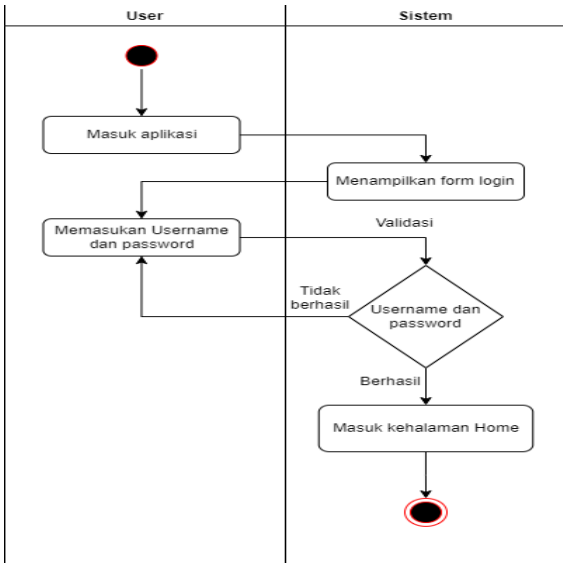 User
Sistem
Masuk aplikasi
Menampilkan form login
Memasukan Username
dan password
Validasi
Tidak
berhasil
Username dan
password
Berhasil
Masuk kehalaman Home